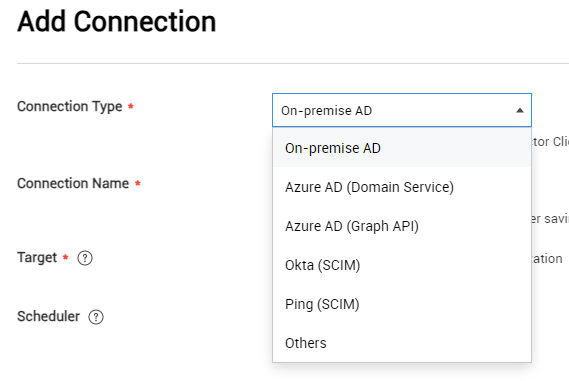 Add Connection
Connection Type *
On-premise AD
On-premise AD
tor Cli
Connection Name *
Azure AD (Domain Service)
er savi
Azure AD (Graph API)
Target * ?
Okta (SCIM)
tation
Ping (SCIM)
Scheduler ?
Others